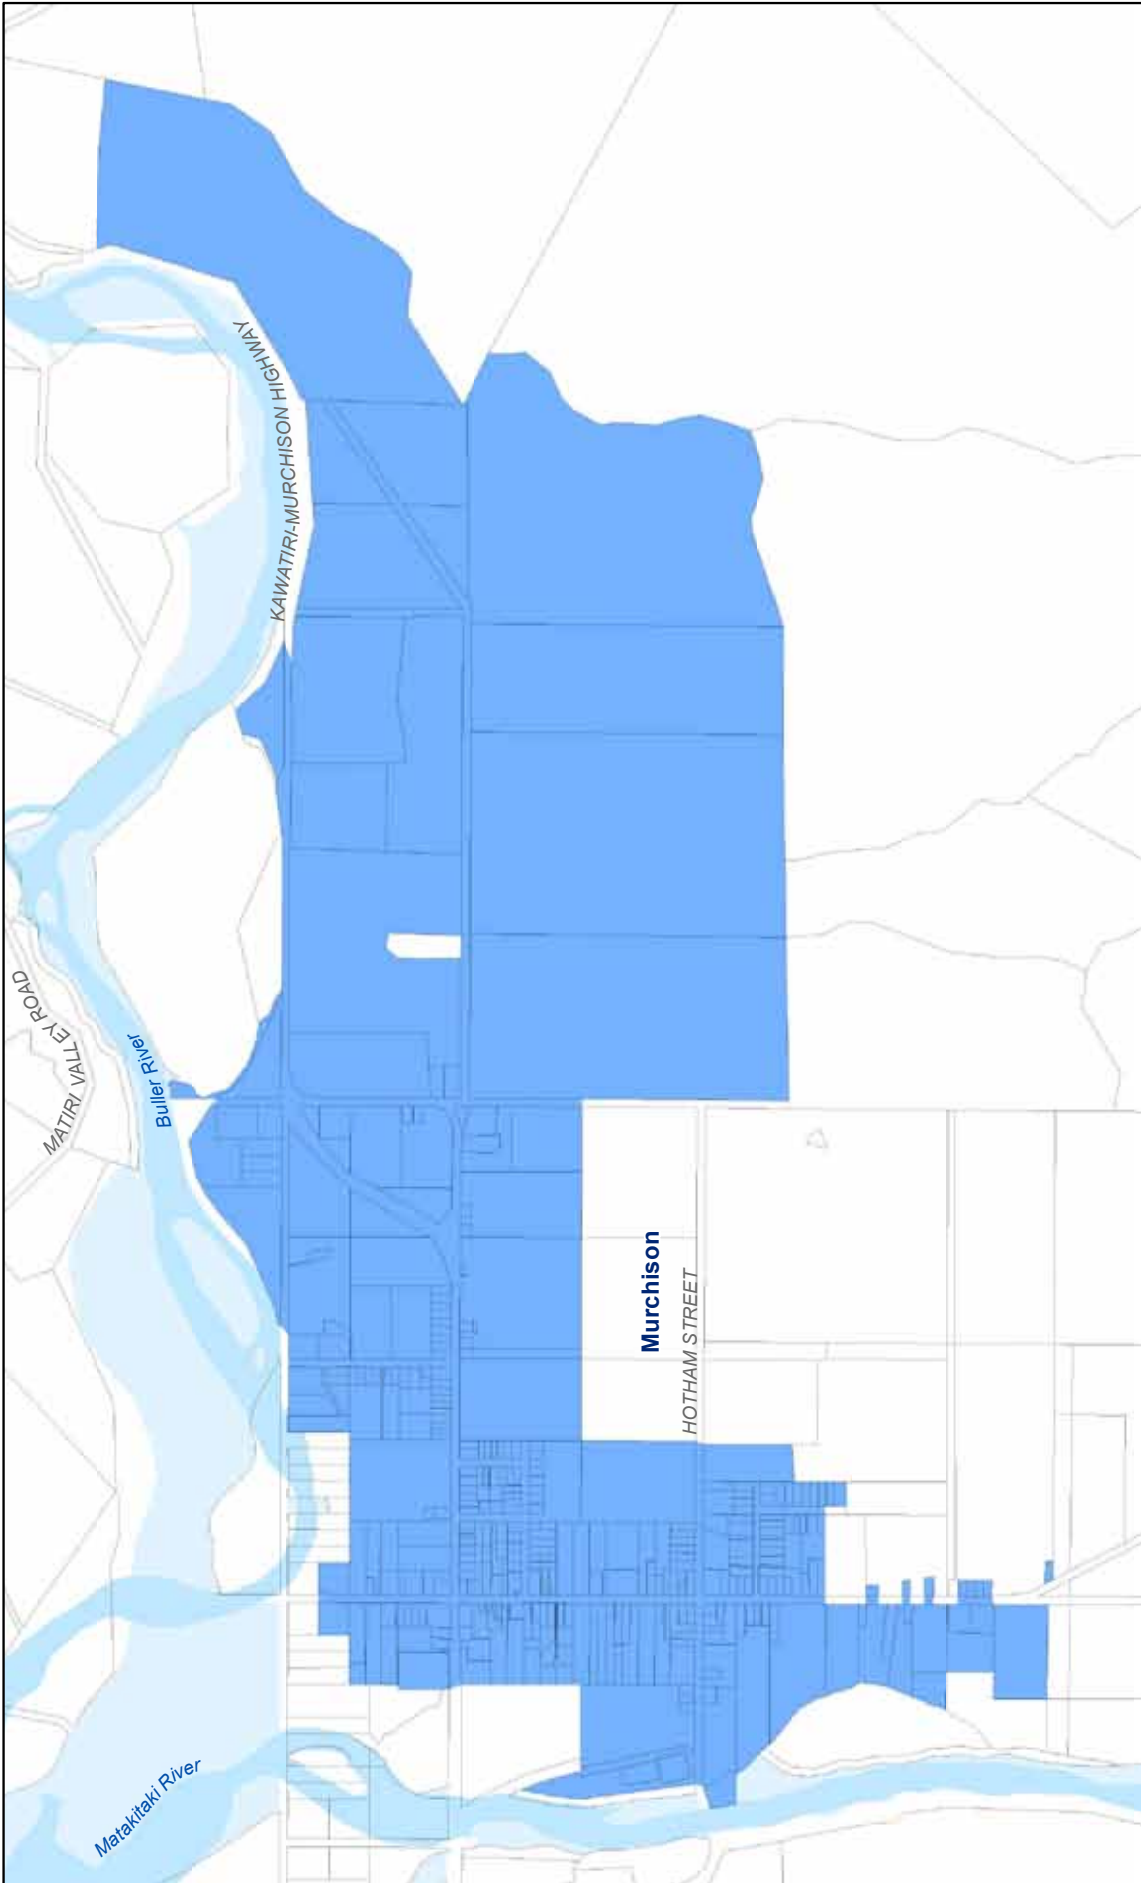 KAWATIRI-MURCHISON HIGHWAY
MATIRI VALLEY ROAD
Buller River
Murchison
HOTHAM STREET
Matakitaki River